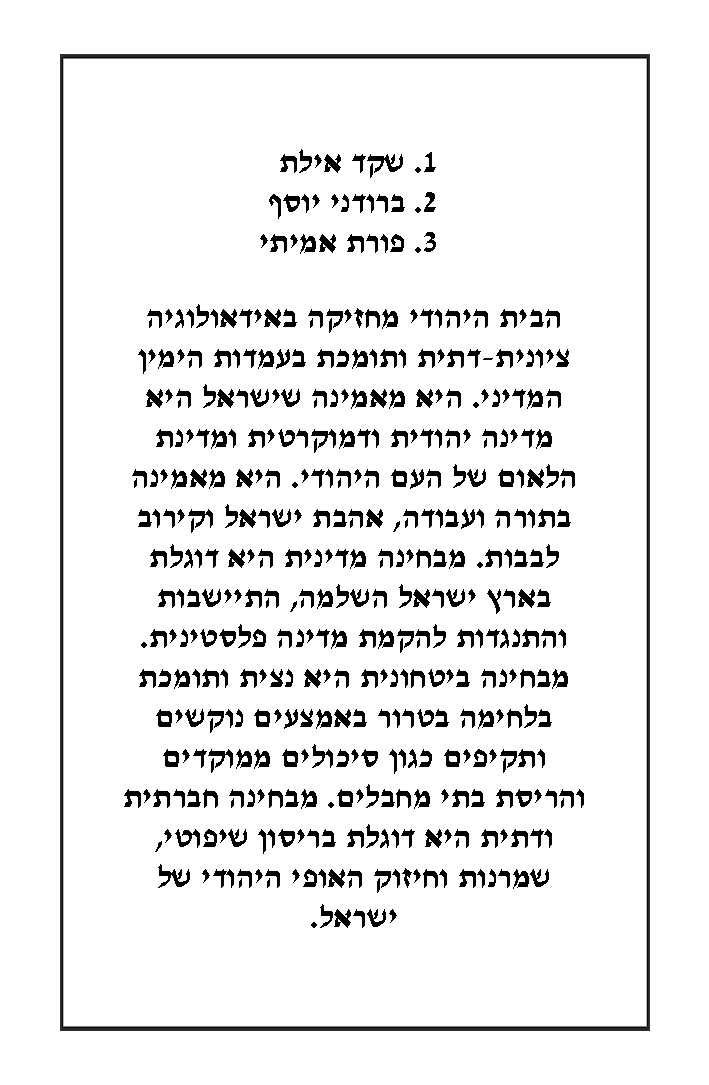 1. שקד אילת
2. ברודני יוסף
3. פורת אמיתי
הבית היהודי מחזיקה באידאולוגיה
ציונית-דתית ותומכת בעמדות הימין
המדיני. היא מאמינה שישראל היא
מדינה יהודית ודמוקרטית ומדינת
הלאום של העם היהודי. היא מאמינה
בתורה ועבודה, אהבת ישראל וקירוב
לבבות. מבחינה מדינית היא דוגלת
בארץ ישראל השלמה, התיישבות
והתנגדות להקמת מדינה פלסטינית.
מבחינה ביטחונית היא נצית ותומכת
בלחימה בטרור באמצעים נוקשים
ותקיפים כגון סיכולים ממוקדים
והריסת בתי מחבלים. מבחינה חברתית
ודתית היא דוגלת בריסון שיפוטי,
שמרנות וחיזוק האופי היהודי של
ישראל.